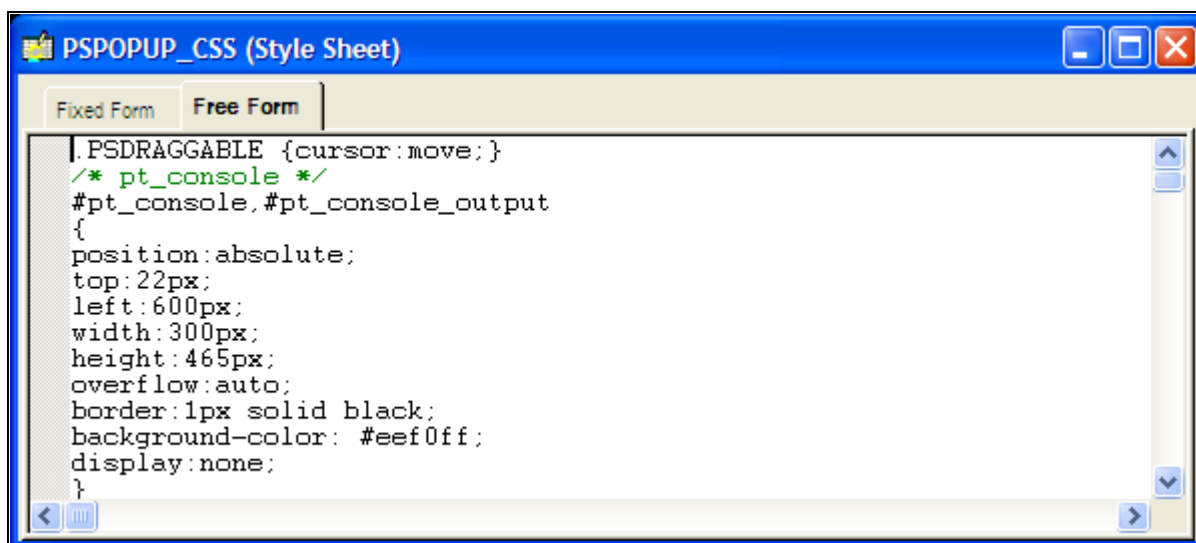 PSPOPUP_CSS (Style Sheet)
Fixed Form Free Form
.PSDRAGGABLE {cursor:move;}
/* pt_console */
#pt_console,#pt_console_output
{
position:absolute;
top:22px;
left:600px;
width:300px;
height:465px;
overflow:auto;
border:1px solid black;
background-color: #eef0ff;
display:none;
}